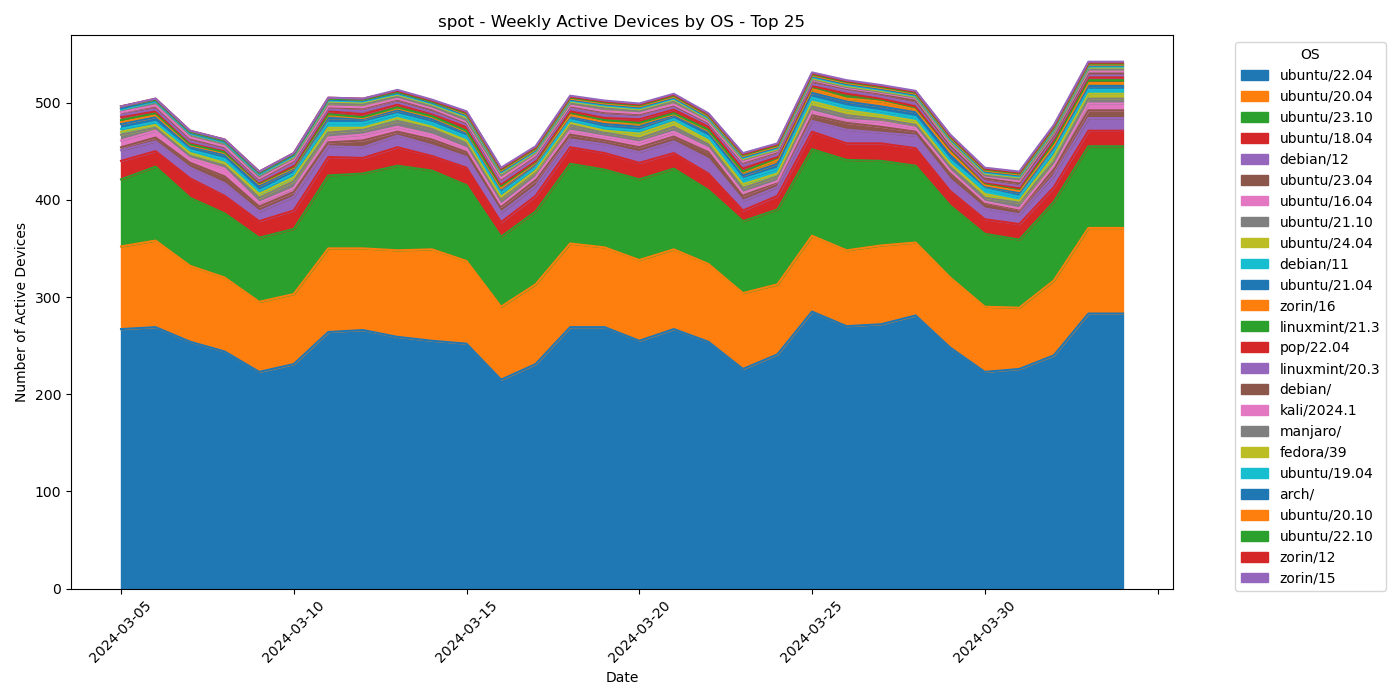 spot - Weekly Active Devices by OS - Top 25
Number of Active Devices
500
400
300
200
100
0
2024-03-05
2024-03-10
2024-03-15
2024-03-20
2024-03-25
2024-03-30
Date
OS
ubuntu/22.04
ubuntu/20.04
ubuntu/23.10
ubuntu/18.04
debian/12
ubuntu/23.04
ubuntu/16.04
ubuntu/21.10
ubuntu/24.04
debian/11
ubuntu/21.04
zorin/16
linuxmint/21.3
pop/22.04
linuxmint/20.3
debian/
kali/2024.1
manjaro/
fedora/39
ubuntu/19.04
arch/
ubuntu/20.10
ubuntu/22.10
zorin/12
zorin/15